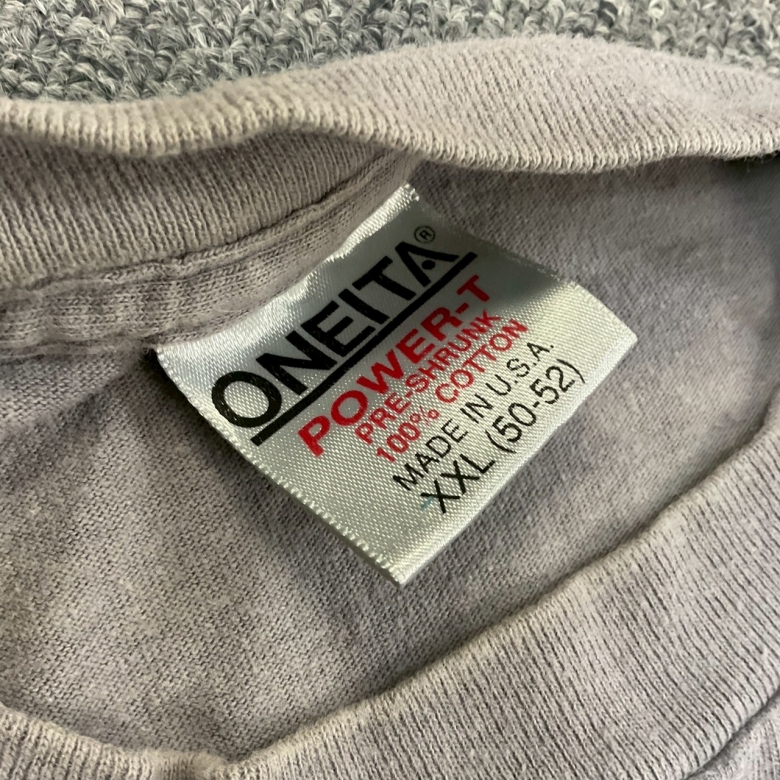 ONEITA®
POWER-T
PRE-SHRUNK
100% COTTON
MADE IN U.S.A.
XXL (50-52)